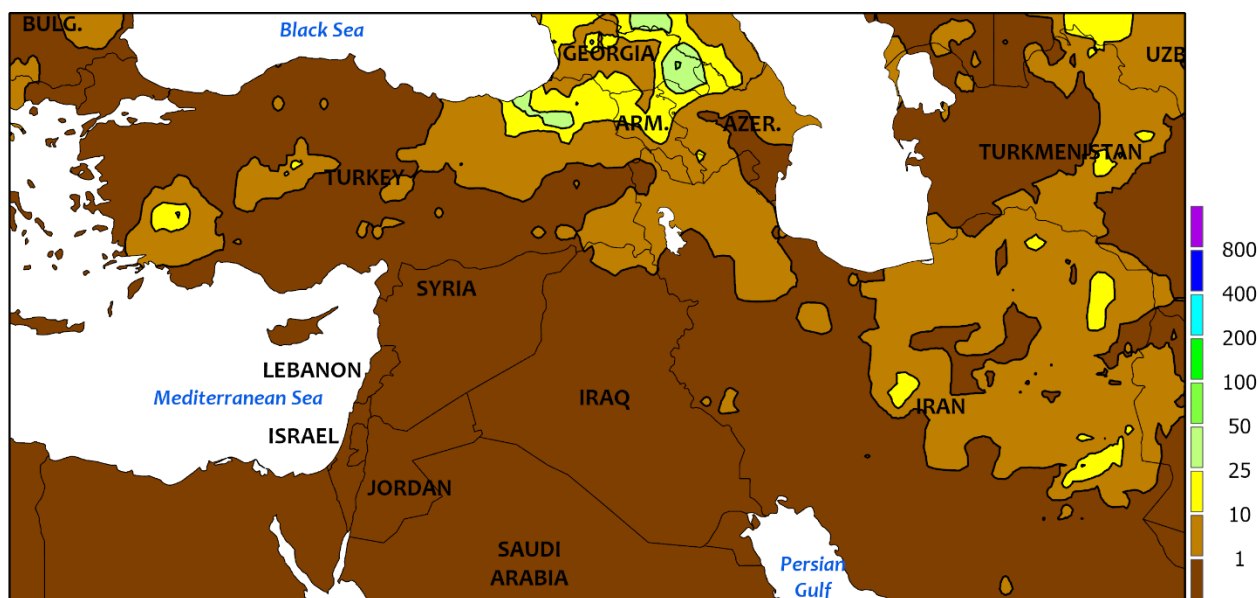 BULG.
Black Sea
GEORGIA
UZB
ARM.
AZER.
TURKMENISTAN
TURKEY
SYRIA
LEBANON
Mediterranean Sea
IRAQ
IRAN
ISRAEL
JORDAN
SAUDI
ARABIA
Persian
Gulf
800
400
200
100
50
25
10
1